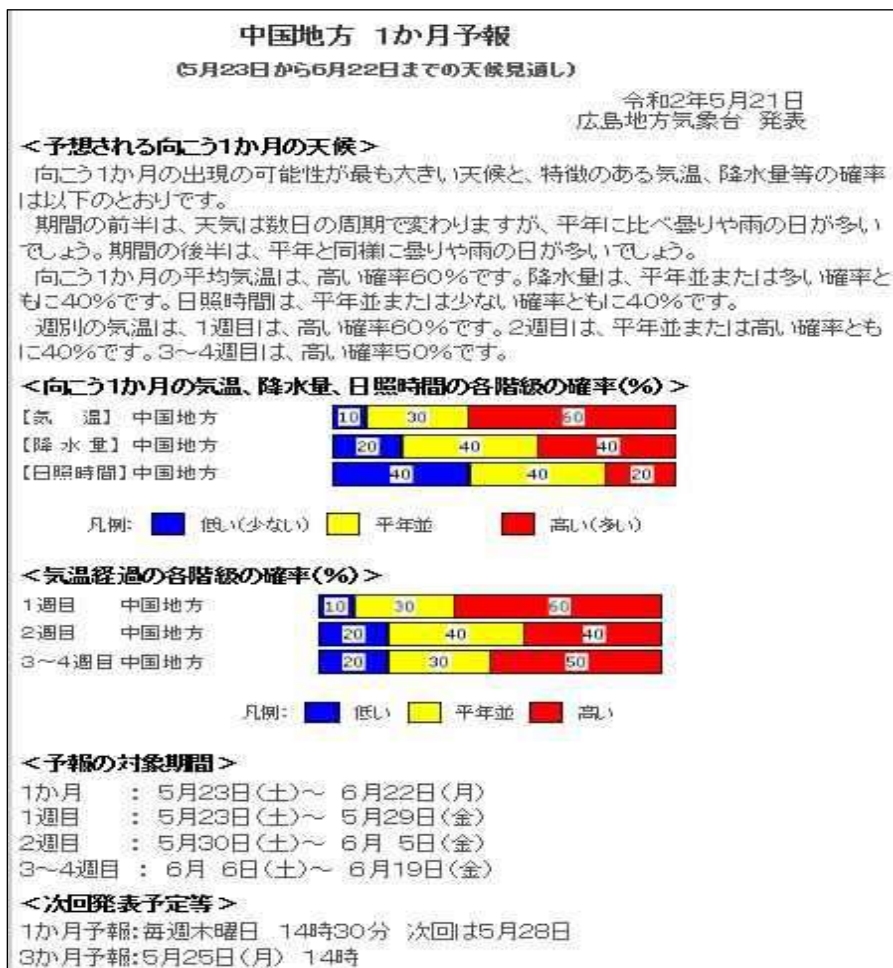 中国地方 1か月予報
(5月23日から6月22日までの天候見通し)
令和2年5月21日
広島地方気象台 発表
<予想される向こう1か月の天候>
向こう1か月の出現の可能性が最も大きい天候と、特徴のある気温、降水量等の確率
は以下のとおりです。
期間の前半は、天気は数日の周期で変わりますが、平年に比べ曇りや雨の日が多い
でしょう。期間の後半は、平年と同様に曇りや雨の日が多いでしょう。
向こう1か月の平均気温は、高い確率60%です。降水量は、平年並または多い確率と
もに40%です。日照時間は、平年並または少ない確率ともに40%です。
週別の気温は、1週目は、高い確率60%です。2週目は、平年並または高い確率とも
に40%です。3~4週目は、高い確率50%です。
<向こう1か月の気温、降水量、日照時間の各階級の確率(%)>
【気 温】 中国地方 10 30 60
【降水量】 中国地方 20 40 40
【日照時間】中国地方 40 40 20
凡例: 低い(少ない) 平年並 高い(多い)
<気温経過の各階級の確率(%)>
1週目 中国地方 10 30 60
2週目 中国地方 20 40 40
3~4週目 中国地方 20 30 50
凡例: 低い 平年並 高い
<予報の対象期間>
1か月 : 5月23日(土)~ 6月22日(月)
1週目 : 5月23日(土)~ 5月29日(金)
2週目 : 5月30日(土)~ 6月 5日(金)
3~4週目 : 6月 6日(土)~ 6月19日(金)
<次回発表予定等>
1か月予報:毎週木曜日 14時30分 次回は5月28日
3か月予報:5月25日(月) 14時